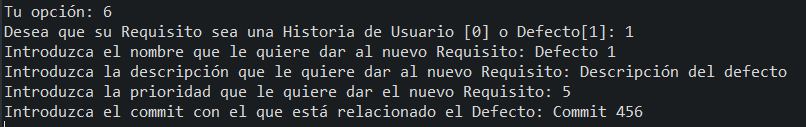 Tu opción: 6
Desea que su Requisito sea una Historia de Usuario [0] o Defecto[1]: 1
Introduzca el nombre que le quiere dar al nuevo Requisito: Defecto 1
Introduzca la descripción que le quiere dar al nuevo Requisito: Descripción del defecto
Introduzca la prioridad que le quiere dar el nuevo Requisito: 5
Introduzca el commit con el que está relacionado el Defecto: Commit 456